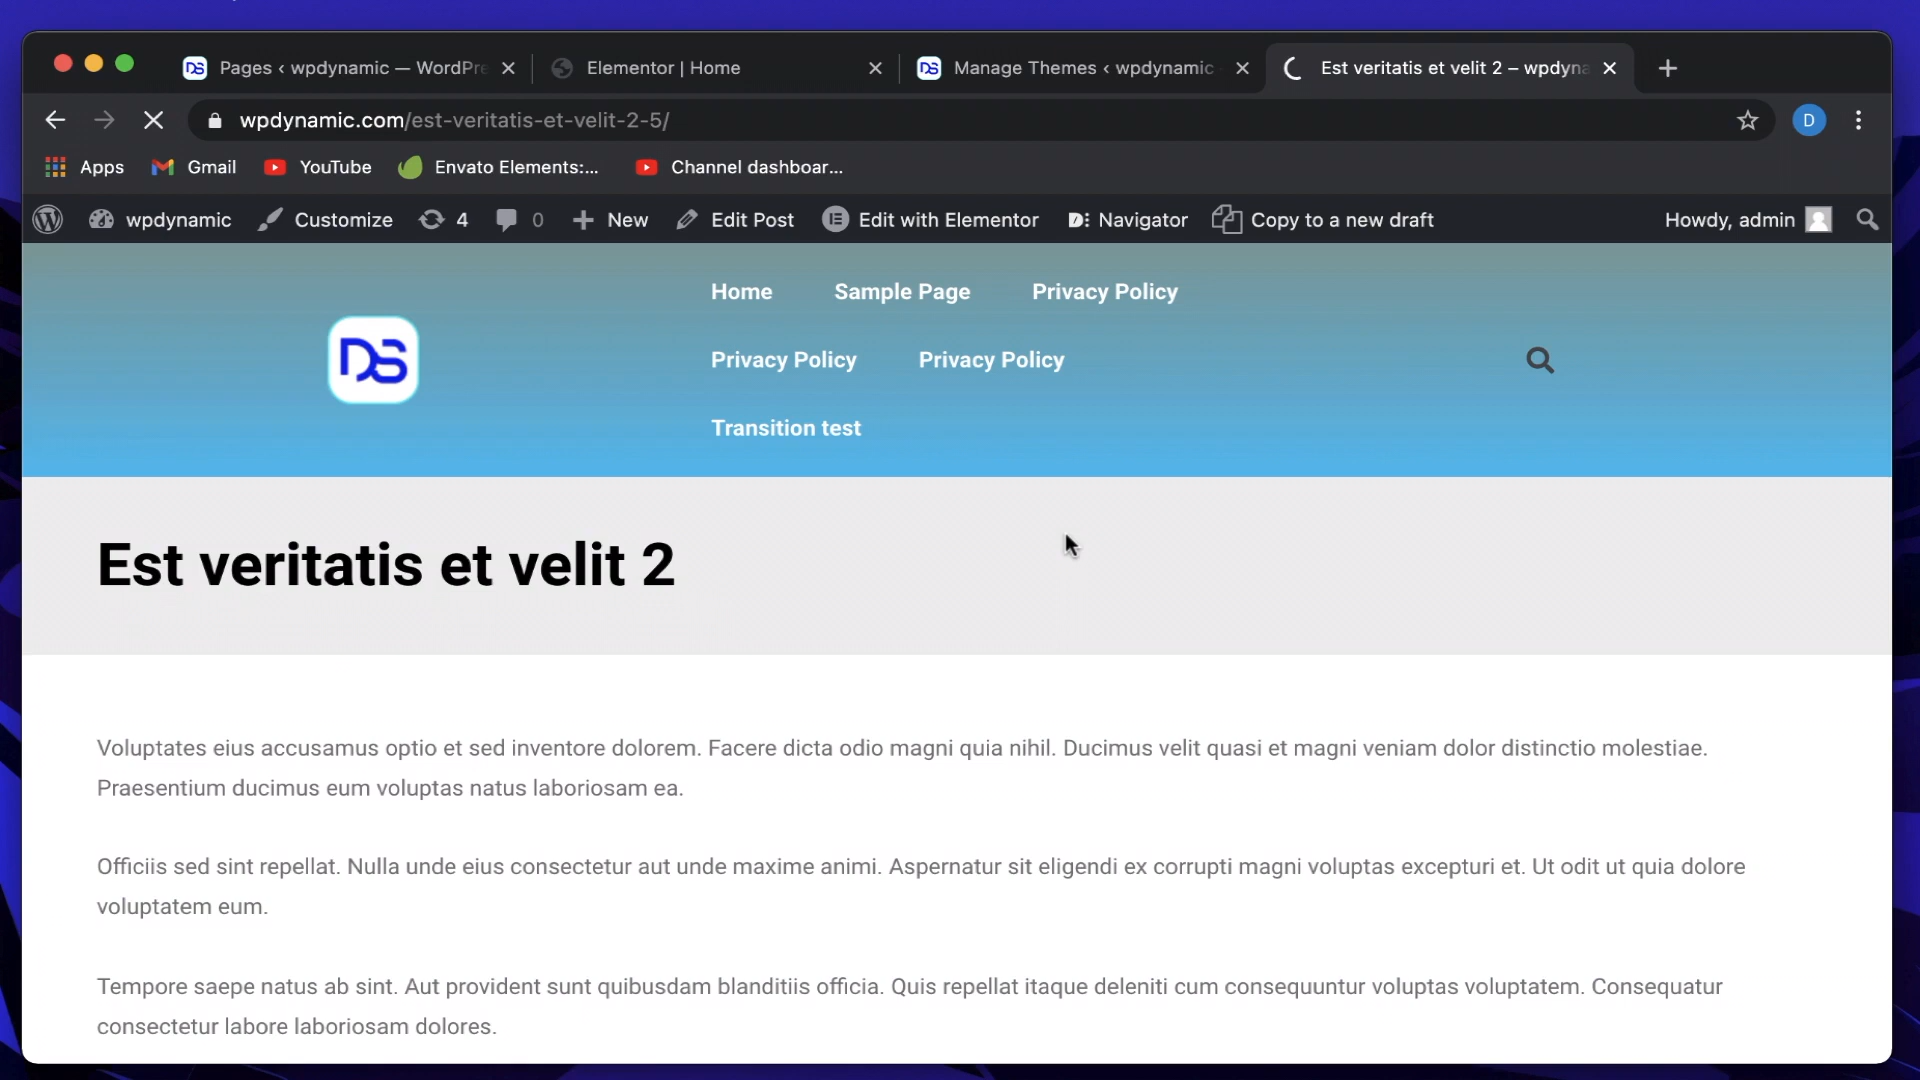 Pages ‹ wpdynamic — WordPre
Elementor | Home
Manage Themes ‹ wpdynamic
Est veritatis et velit 2 – wpdyna
wpdynamic.com/est-veritatis-et-velit-2-5/
D
Apps
Gmail
YouTube
Envato Elements:...
Channel dashboar...
wpdynamic
Customize
4
0
New
Edit Post
Edit with Elementor
Navigator
Copy to a new draft
Howdy, admin
Home
Sample Page
Privacy Policy
DS
Privacy Policy
Privacy Policy
Transition test
Est veritatis et velit 2
Voluptates eius accusamus optio et sed inventore dolorem. Facere dicta odio magni quia nihil. Ducimus velit quasi et magni veniam dolor distinctio molestiae.
Praesentium ducimus eum voluptas natus laboriosam ea.
Officiis sed sint repellat. Nulla unde eius consectetur aut unde maxime animi. Aspernatur sit eligendi ex corrupti magni voluptas excepturi et. Ut odit ut quia dolore
voluptatem eum.
Tempore saepe natus ab sint. Aut provident sunt quibusdam blanditiis officia. Quis repellat itaque deleniti cum consequuntur voluptas voluptatem. Consequatur
consectetur labore laboriosam dolores.